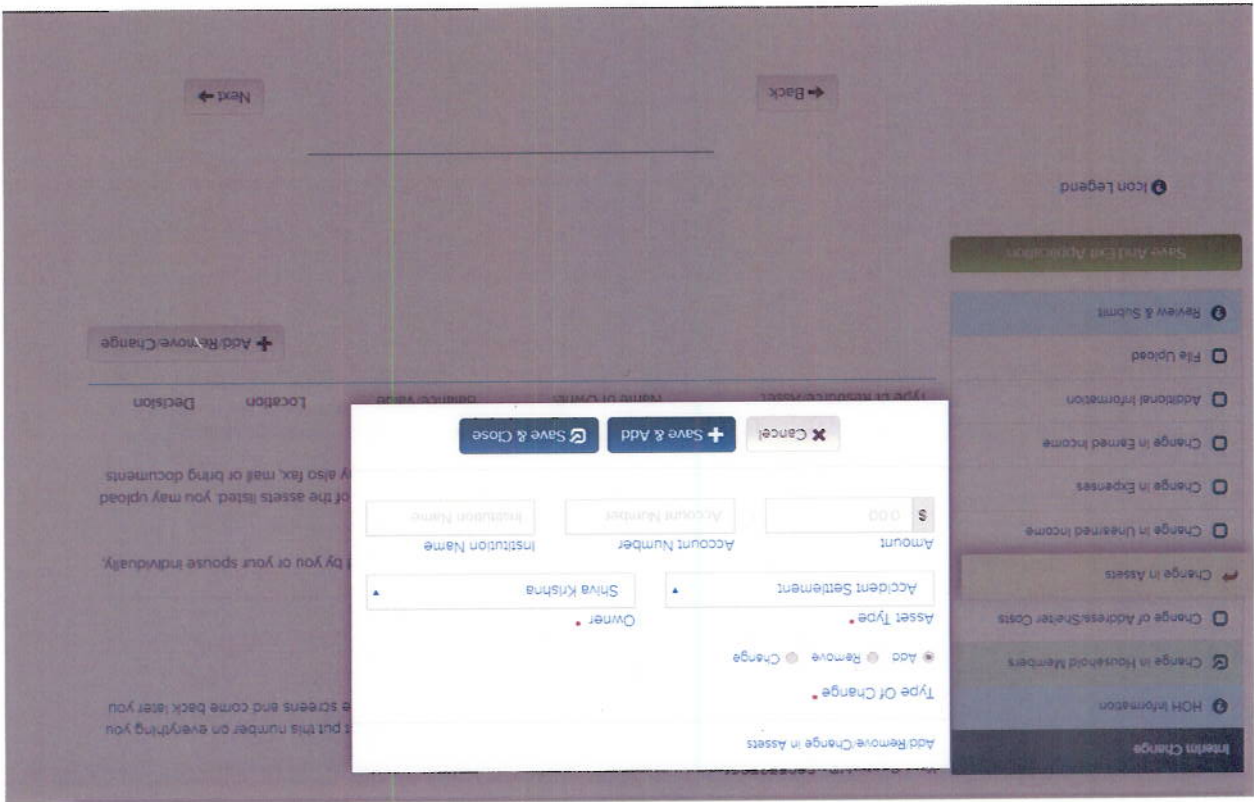 Interim Change
HOH Information
Change in Household Members
Change of Address/Shelter Costs
Change in Assets
Change in Unearned Income
Change in Expenses
Change in Earned Income
Additional Information
File Upload
Review & Submit
Save And Exit Application
Icon Legend
put this number on everything you
e screens and come back later you
t by you or your spouse individually.
of the assets listed, you may upload
y also fax, mail or bring documents
Add/Remove/Change in Assets
Type Of Change *
Add Remove Change
Asset Type * Owner *
Accident Settlement Shiva Krishna
Amount Account Number Institution Name
$ 0.00 Account Number Institution Name
Cancel Save & Add Save & Close
Type of Resource/Asset Name of Owner Balance/Value Location Decision
Add/Remove/Change
Back Next